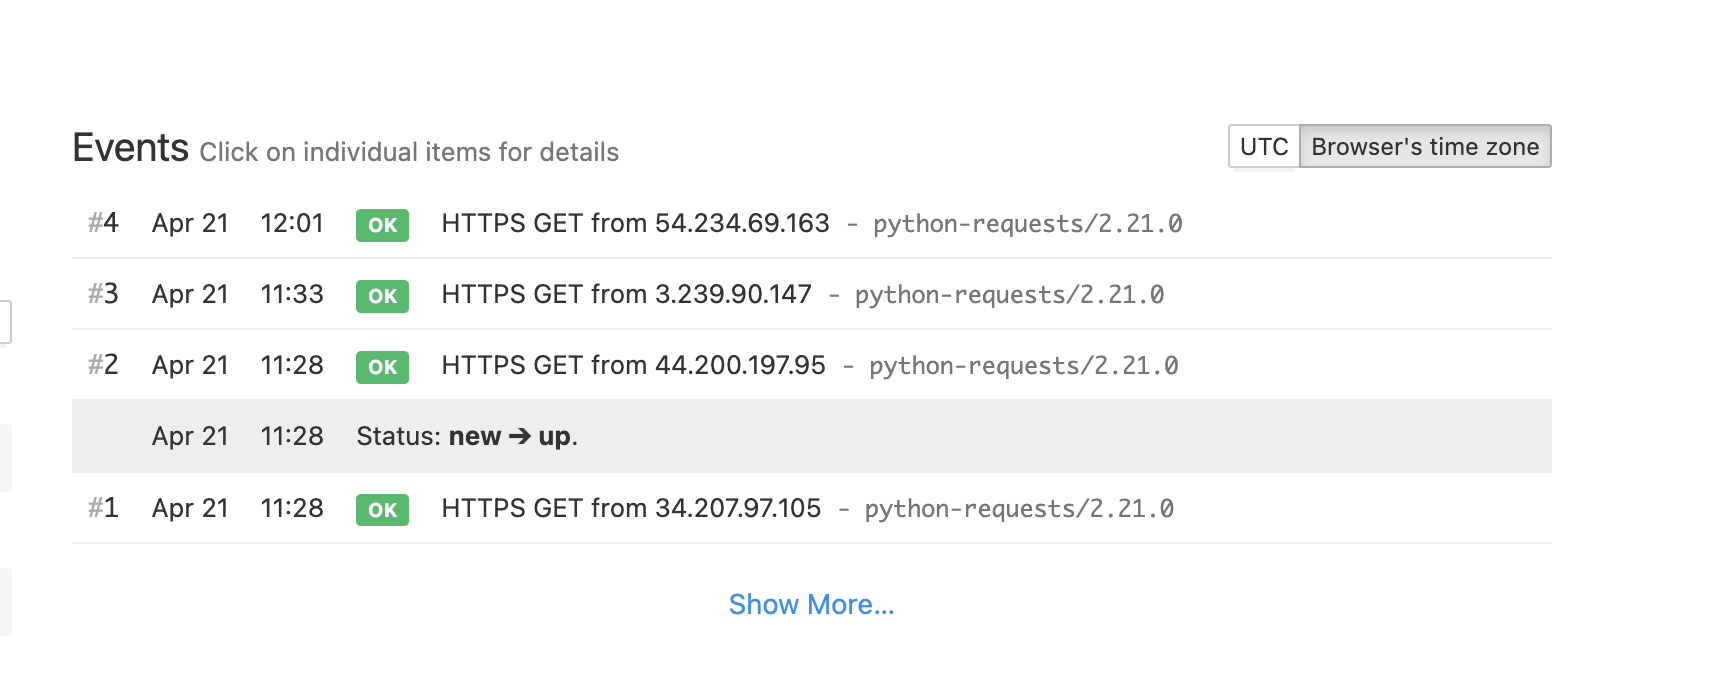 Events Click on individual items for details UTC Browser's time zone
#4 Apr 21 12:01 OK HTTPS GET from 54.234.69.163 - python-requests/2.21.0
#3 Apr 21 11:33 OK HTTPS GET from 3.239.90.147 - python-requests/2.21.0
#2 Apr 21 11:28 OK HTTPS GET from 44.200.197.95 - python-requests/2.21.0
Apr 21 11:28 Status: new ➔ up.
#1 Apr 21 11:28 OK HTTPS GET from 34.207.97.105 - python-requests/2.21.0
Show More…